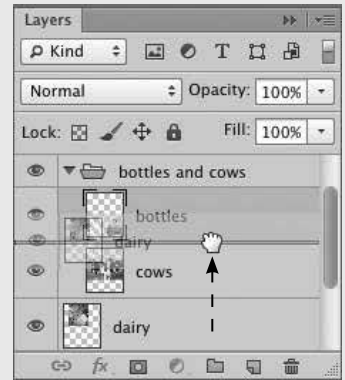 Layers
Kind
Normal Opacity: 100%
Lock: Fill: 100%
bottles and cows
bottles
dairy
cows
dairy
fx